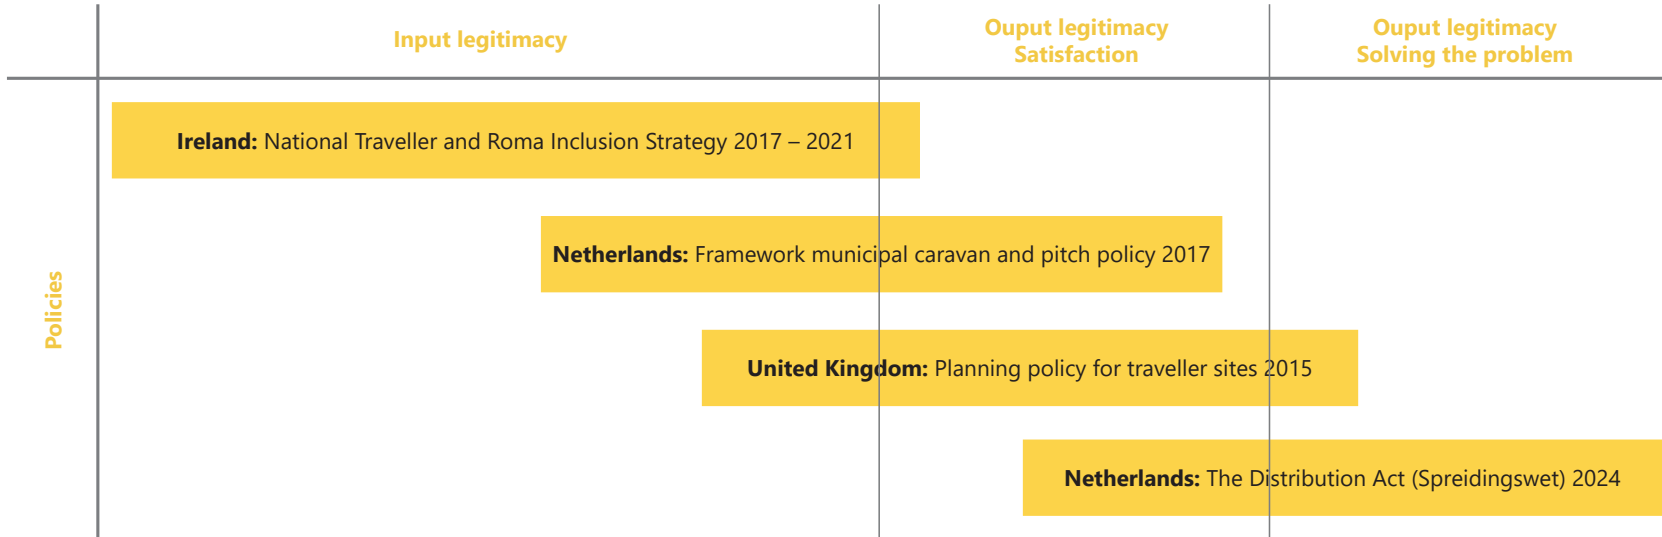 Input legitimacy
Ouput legitimacy
Satisfaction
Ouput legitimacy
Solving the problem
Policies
Ireland: National Traveller and Roma Inclusion Strategy 2017 – 2021
Netherlands: Framework municipal caravan and pitch policy 2017
United Kingdom: Planning policy for traveller sites 2015
Netherlands: The Distribution Act (Spreidingswet) 2024